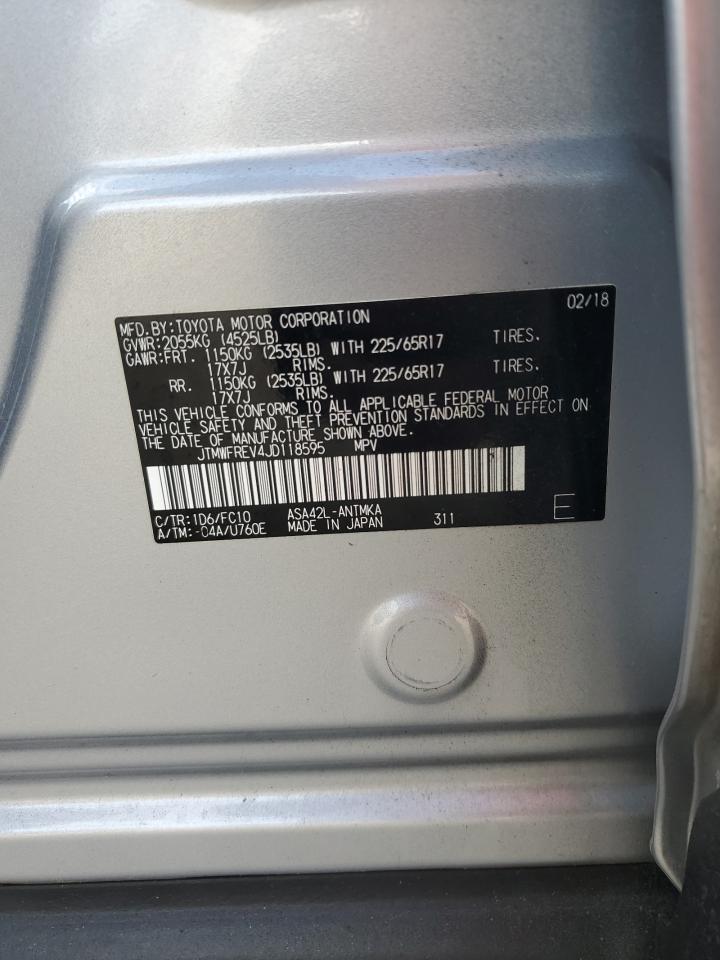 MFD.BY:TOYOTA MOTOR CORPORATION 02/18
GVWR:2055KG (4525LB)
GAWR:FRT. 1150KG (2535LB) WITH 225/65R17 TIRES.
17X7J RIMS.
RR. 1150KG (2535LB) WITH 225/65R17 TIRES.
17X7J RIMS.
THIS VEHICLE CONFORMS TO ALL APPLICABLE FEDERAL MOTOR
VEHICLE SAFETY AND THEFT PREVENTION STANDARDS IN EFFECT ON
THE DATE OF MANUFACTURE SHOWN ABOVE.
JTMWFREV4JD118595 MPV
C/TR:1D6/FC10 ASA42L-ANTMKA
A/TM:-04A/U760E MADE IN JAPAN 311 E